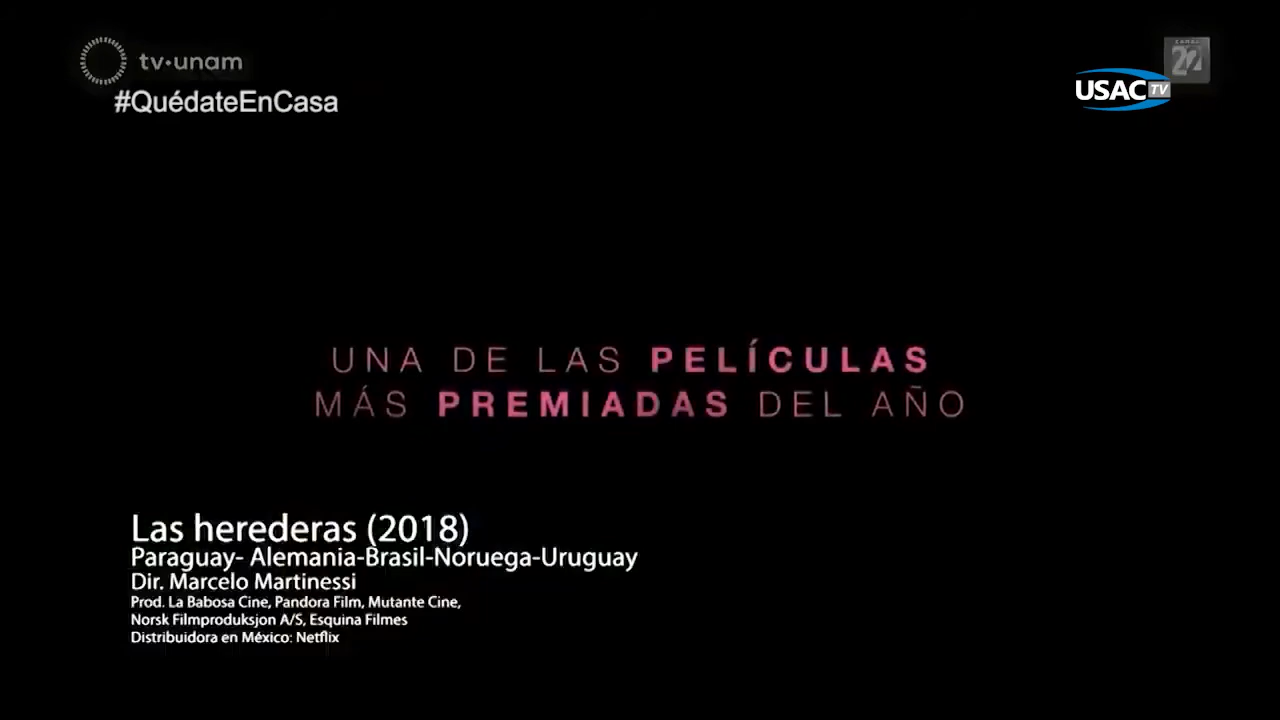 tv·unam
#QuédateEnCasa
canal
22
USAC TV
UNA DE LAS PELÍCULAS
MÁS PREMIADAS DEL AÑO
Las herederas (2018)
Paraguay- Alemania-Brasil-Noruega-Uruguay
Dir. Marcelo Martinessi
Prod. La Babosa Cine, Pandora Film, Mutante Cine,
Norsk Filmproduksjon A/S, Esquina Filmes
Distribuidora en México: Netflix